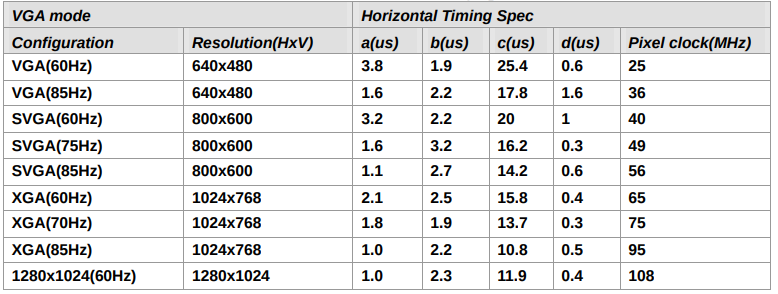 VGA mode Horizontal Timing Spec
Configuration Resolution(HxV) a(us) b(us) c(us) d(us) Pixel clock(MHz)
VGA(60Hz) 640x480 3.8 1.9 25.4 0.6 25
VGA(85Hz) 640x480 1.6 2.2 17.8 1.6 36
SVGA(60Hz) 800x600 3.2 2.2 20 1 40
SVGA(75Hz) 800x600 1.6 3.2 16.2 0.3 49
SVGA(85Hz) 800x600 1.1 2.7 14.2 0.6 56
XGA(60Hz) 1024x768 2.1 2.5 15.8 0.4 65
XGA(70Hz) 1024x768 1.8 1.9 13.7 0.3 75
XGA(85Hz) 1024x768 1.0 2.2 10.8 0.5 95
1280x1024(60Hz) 1280x1024 1.0 2.3 11.9 0.4 108